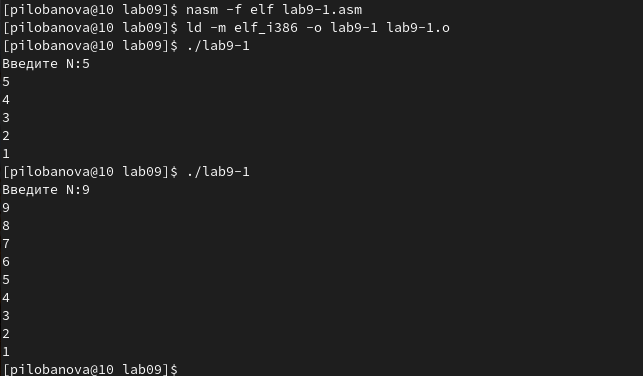 [pilobanova@10 lab09]$ nasm -f elf lab9-1.asm
[pilobanova@10 lab09]$ ld -m elf_i386 -o lab9-1 lab9-1.o
[pilobanova@10 lab09]$ ./lab9-1
Введите N:5
5
4
3
2
1
[pilobanova@10 lab09]$ ./lab9-1
Введите N:9
9
8
7
6
5
4
3
2
1
[pilobanova@10 lab09]$